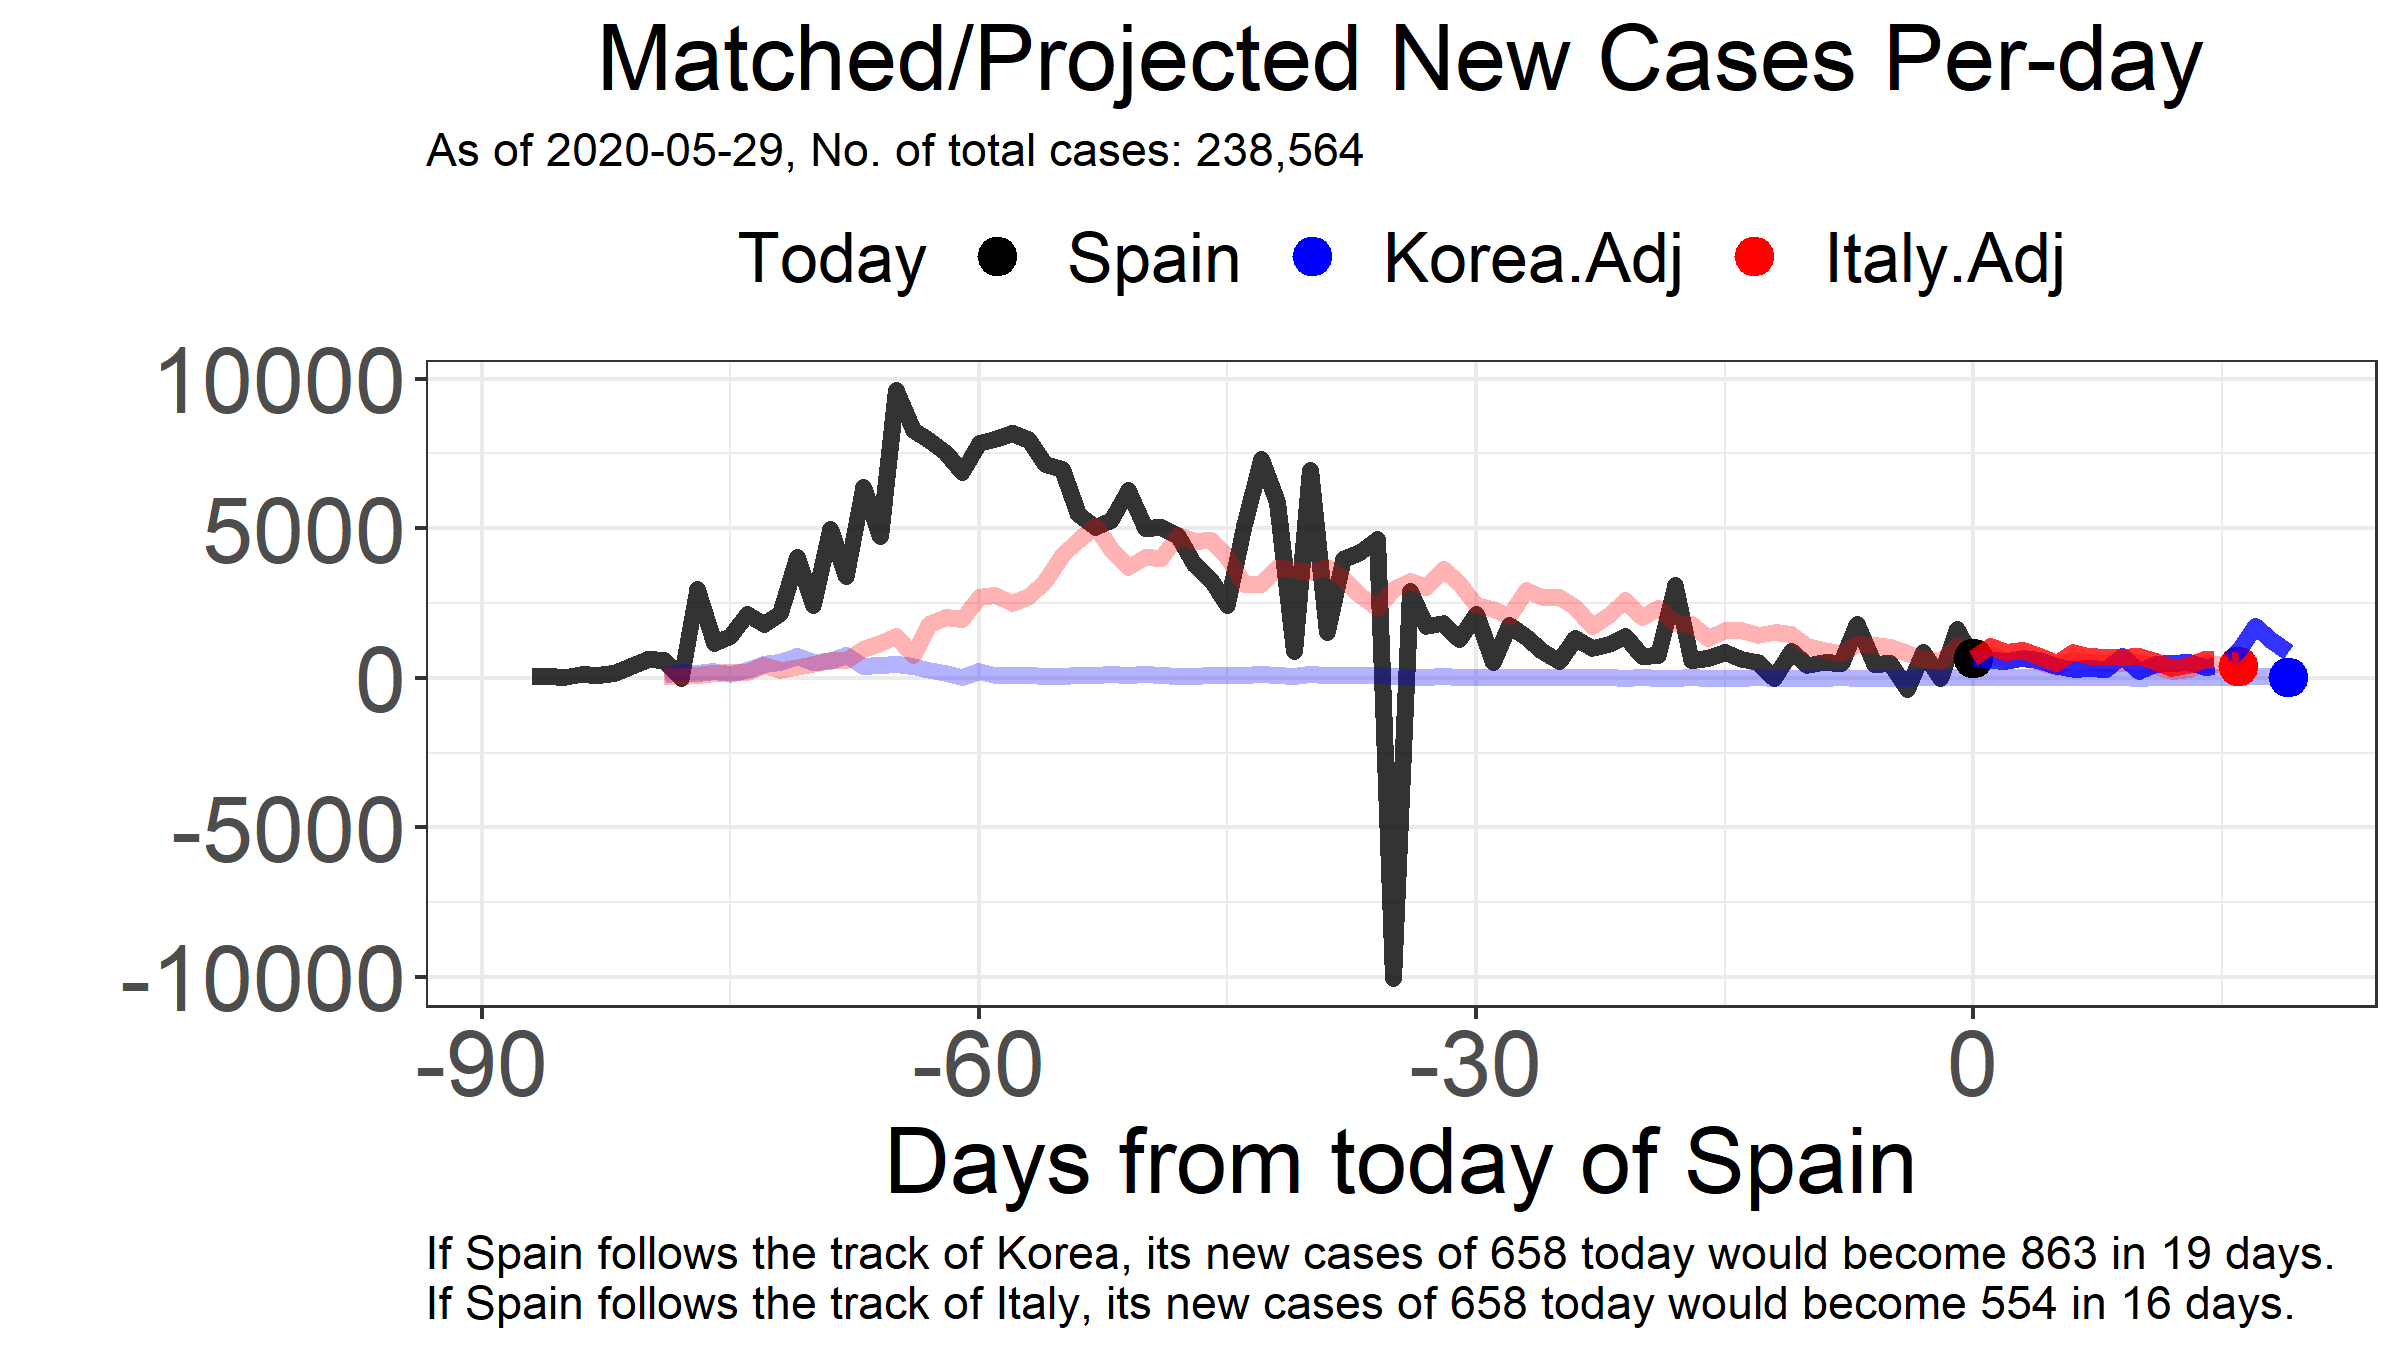 Matched/Projected New Cases Per-day
As of 2020-05-29, No. of total cases: 238,564
Today Spain Korea.Adj Italy.Adj
10000
5000
0
-5000
-10000
-90 -60 -30 0
Days from today of Spain
If Spain follows the track of Korea, its new cases of 658 today would become 863 in 19 days.
If Spain follows the track of Italy, its new cases of 658 today would become 554 in 16 days.